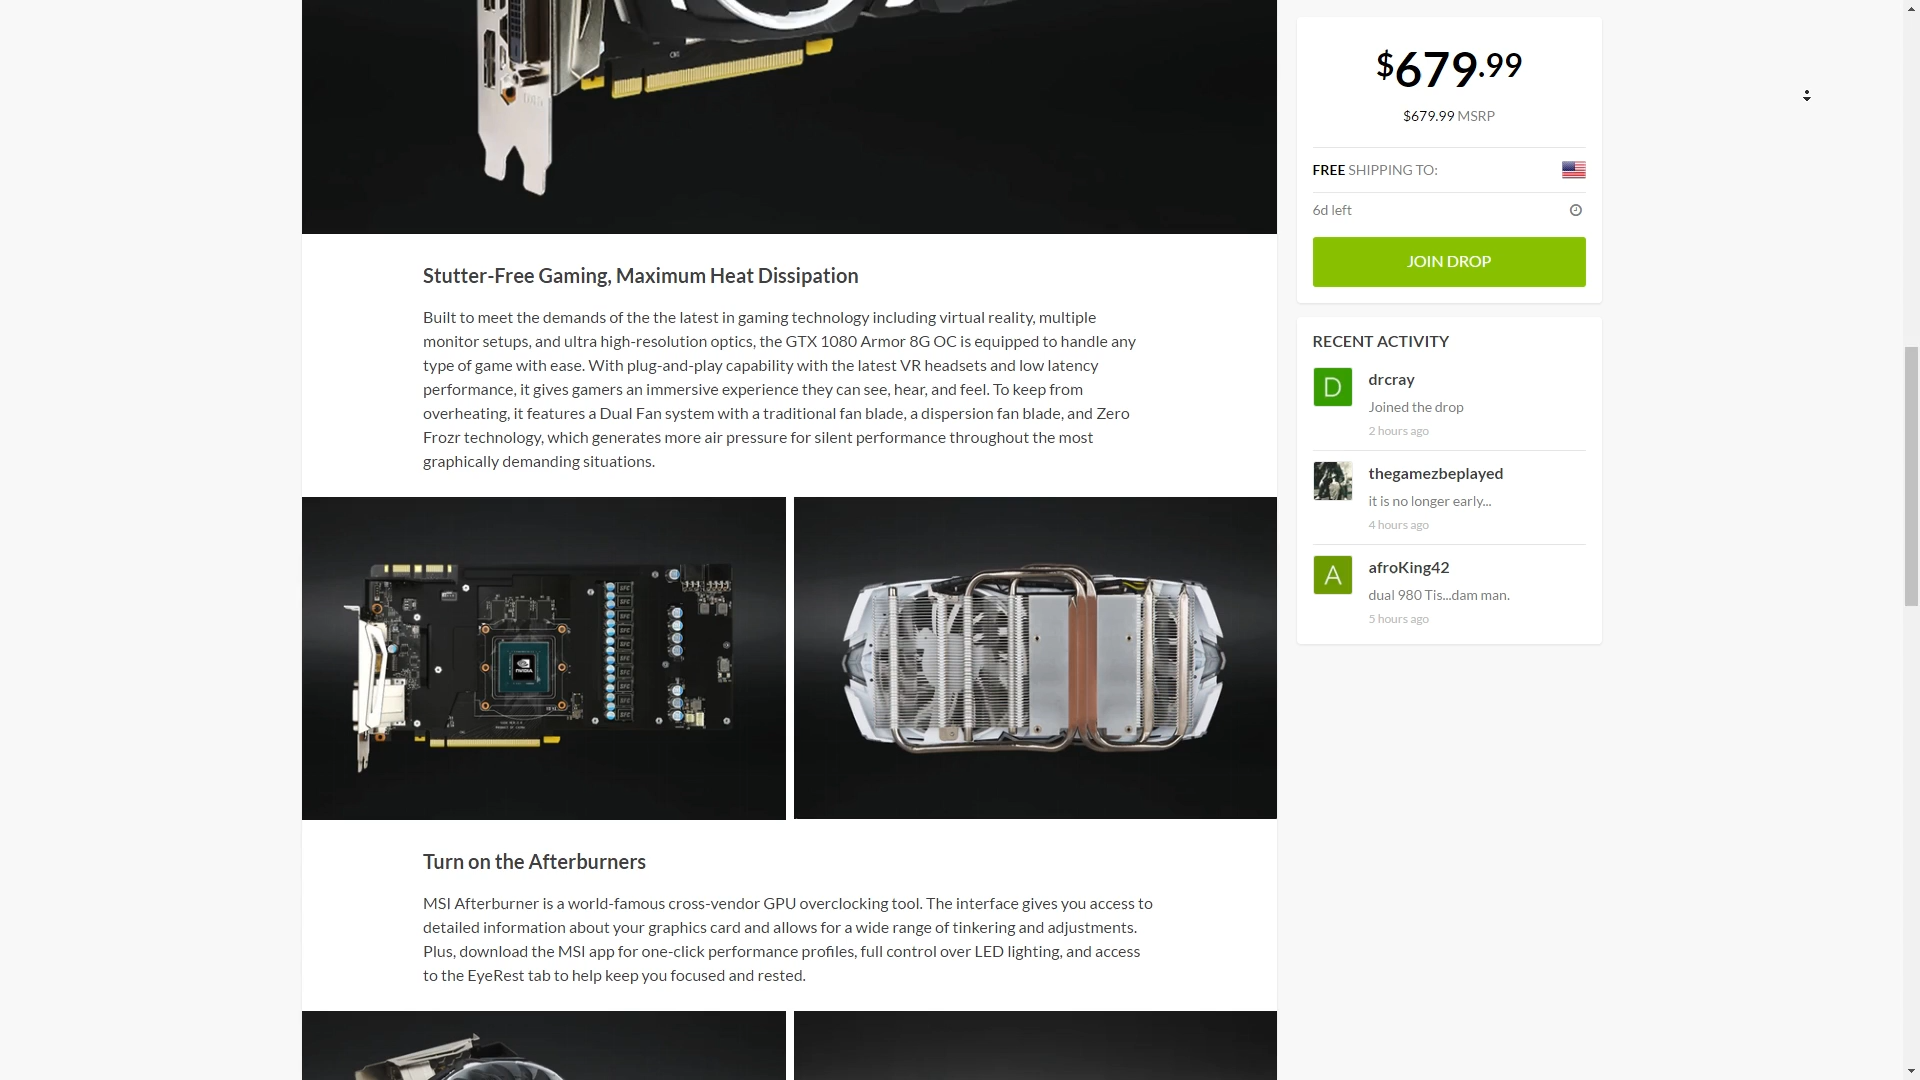 Stutter-Free Gaming, Maximum Heat Dissipation
Built to meet the demands of the the latest in gaming technology including virtual reality, multiple
monitor setups, and ultra high-resolution optics, the GTX 1080 Armor 8G OC is equipped to handle any
type of game with ease. With plug-and-play capability with the latest VR headsets and low latency
performance, it gives gamers an immersive experience they can see, hear, and feel. To keep from
overheating, it features a Dual Fan system with a traditional fan blade, a dispersion fan blade, and Zero
Frozr technology, which generates more air pressure for silent performance throughout the most
graphically demanding situations.
NVIDIA
Turn on the Afterburners
MSI Afterburner is a world-famous cross-vendor GPU overclocking tool. The interface gives you access to
detailed information about your graphics card and allows for a wide range of tinkering and adjustments.
Plus, download the MSI app for one-click performance profiles, full control over LED lighting, and access
to the EyeRest tab to help keep you focused and rested.
$679.99
$679.99 MSRP
FREE SHIPPING TO:
6d left
JOIN DROP
RECENT ACTIVITY
D
drcray
Joined the drop
2 hours ago
thegamezbeplayed
it is no longer early...
4 hours ago
A
afroKing42
dual 980 Tis...dam man.
5 hours ago